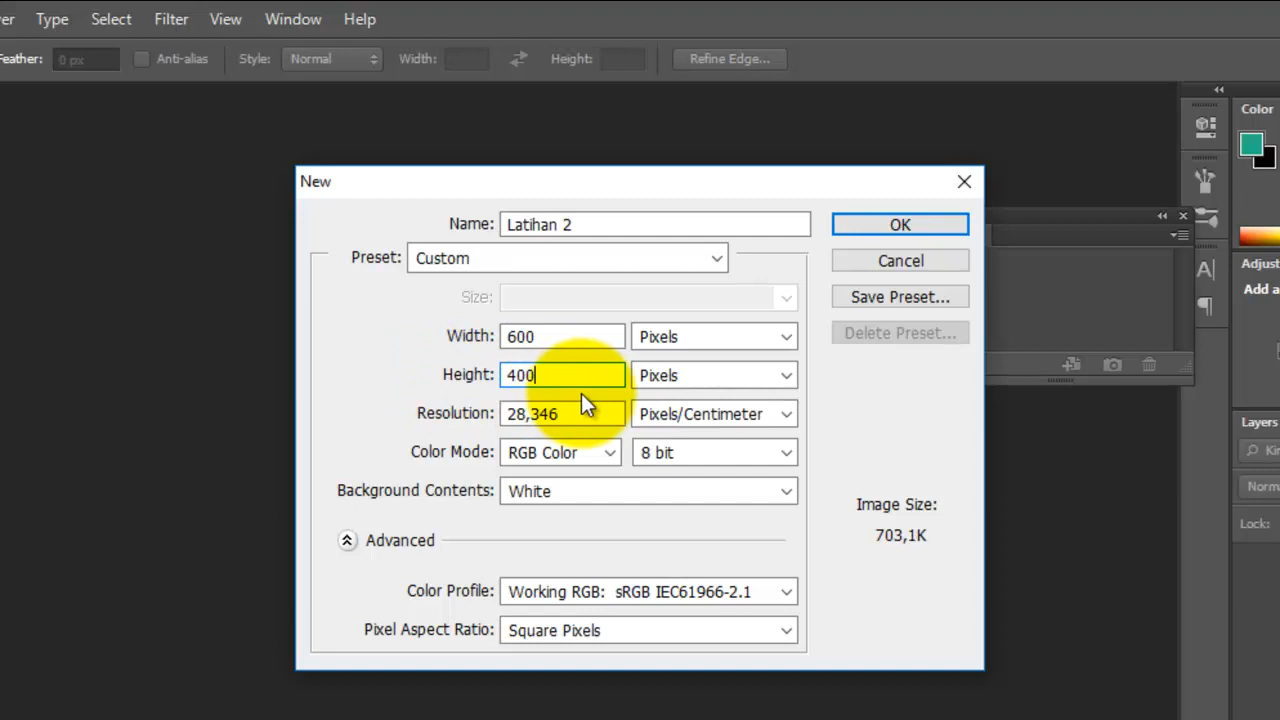 er Type Select Filter View Window Help
Feather: 0 px Anti-alias Style: Normal Width: Height: Refine Edge...
Color
New
Name: Latihan 2 OK
Preset: Custom Cancel
Size: Save Preset...
Width: 600 Pixels Delete Preset...
Height: 400 Pixels
Resolution: 28,346 Pixels/Centimeter
Color Mode: RGB Color 8 bit
Background Contents: White
Image Size:
703,1K
Advanced
Color Profile: Working RGB: sRGB IEC61966-2.1
Pixel Aspect Ratio: Square Pixels
Adjus
Add a
Layers
Kin
Norm
Lock: